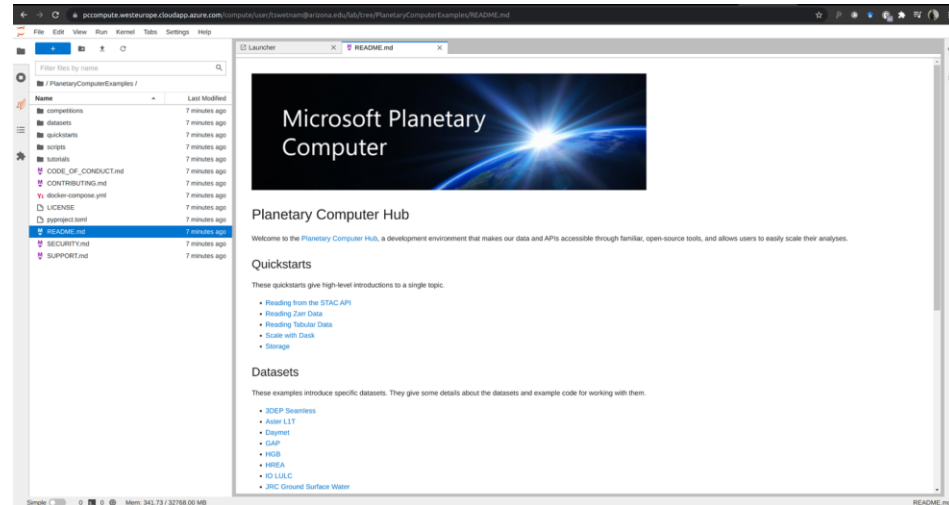 pccompute.westeurope.cloudapp.azure.com/compute/user/tswetnam@arizona.edu/lab/tree/PlanetaryComputerExamples/README.md
File Edit View Run Kernel Tabs Settings Help
Launcher README.md
Filter files by name
/ PlanetaryComputerExamples /
Name Last Modified
competitions 7 minutes ago
datasets 7 minutes ago
quickstarts 7 minutes ago
scripts 7 minutes ago
tutorials 7 minutes ago
CODE_OF_CONDUCT.md 7 minutes ago
CONTRIBUTING.md 7 minutes ago
docker-compose.yml 7 minutes ago
LICENSE 7 minutes ago
pyproject.toml 7 minutes ago
README.md 7 minutes ago
SECURITY.md 7 minutes ago
SUPPORT.md 7 minutes ago
Microsoft Planetary
Computer
Planetary Computer Hub
Welcome to the Planetary Computer Hub, a development environment that makes our data and APIs accessible through familiar, open-source tools, and allows users to easily scale their analyses.
Quickstarts
These quickstarts give high-level introductions to a single topic.
• Reading from the STAC API
• Reading Zarr Data
• Reading Tabular Data
• Scale with Dask
• Storage
Datasets
These examples introduce specific datasets. They give some details about the datasets and example code for working with them.
• 3DEP Seamless
• Aster L1T
• Daymet
• GAP
• HGB
• HREA
• IO LULC
• JRC Ground Surface Water
Simple 0 0 Mem: 341.73 / 32768.00 MB README.md